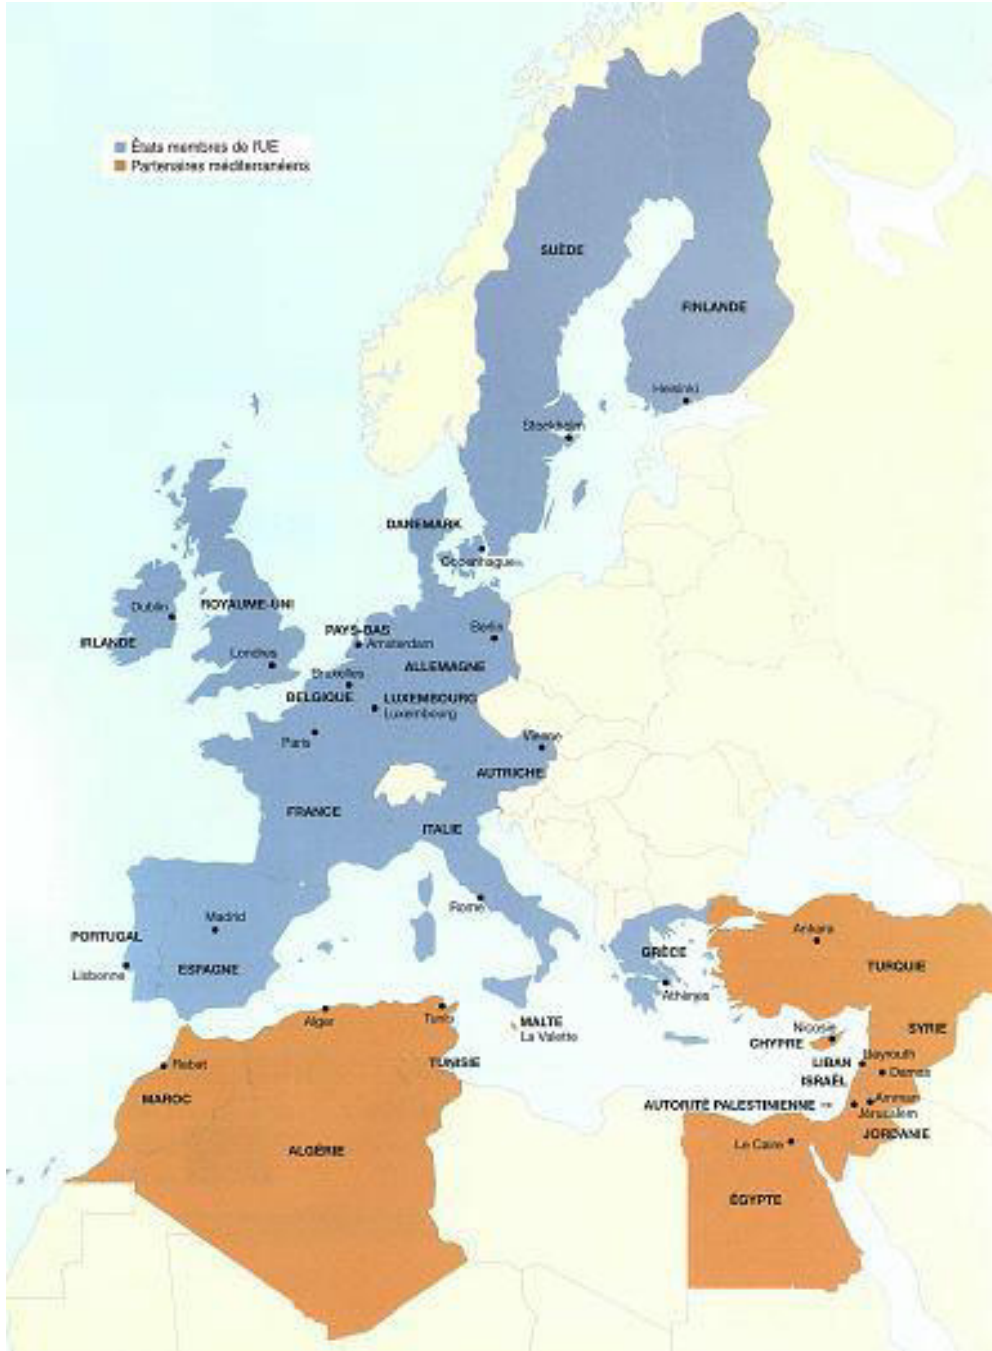 États membres de l'UE
Partenaires méditerranéens
SUÈDE
FINLANDE
Helsinki
Stockholm
DANEMARK
Copenhague
Dublin
ROYAUME-UNI
IRLANDE
Londres
PAYS-BAS
Amsterdam
Berlin
ALLEMAGNE
Bruxelles
BELGIQUE
LUXEMBOURG
Luxembourg
Paris
Vienne
AUTRICHE
FRANCE
ITALIE
Rome
Madrid
PORTUGAL
Lisbonne
ESPAGNE
GRÈCE
Athènes
Ankara
TURQUIE
Alger
Tunis
MALTE
La Valette
Nicosie
CHYPRE
SYRIE
LIBAN
Beyrouth
Damas
ISRAËL
TUNISIE
Rabat
MAROC
AUTORITÉ PALESTINIENNE
Amman
Jérusalem
JORDANIE
ALGÉRIE
Le Caire
ÉGYPTE